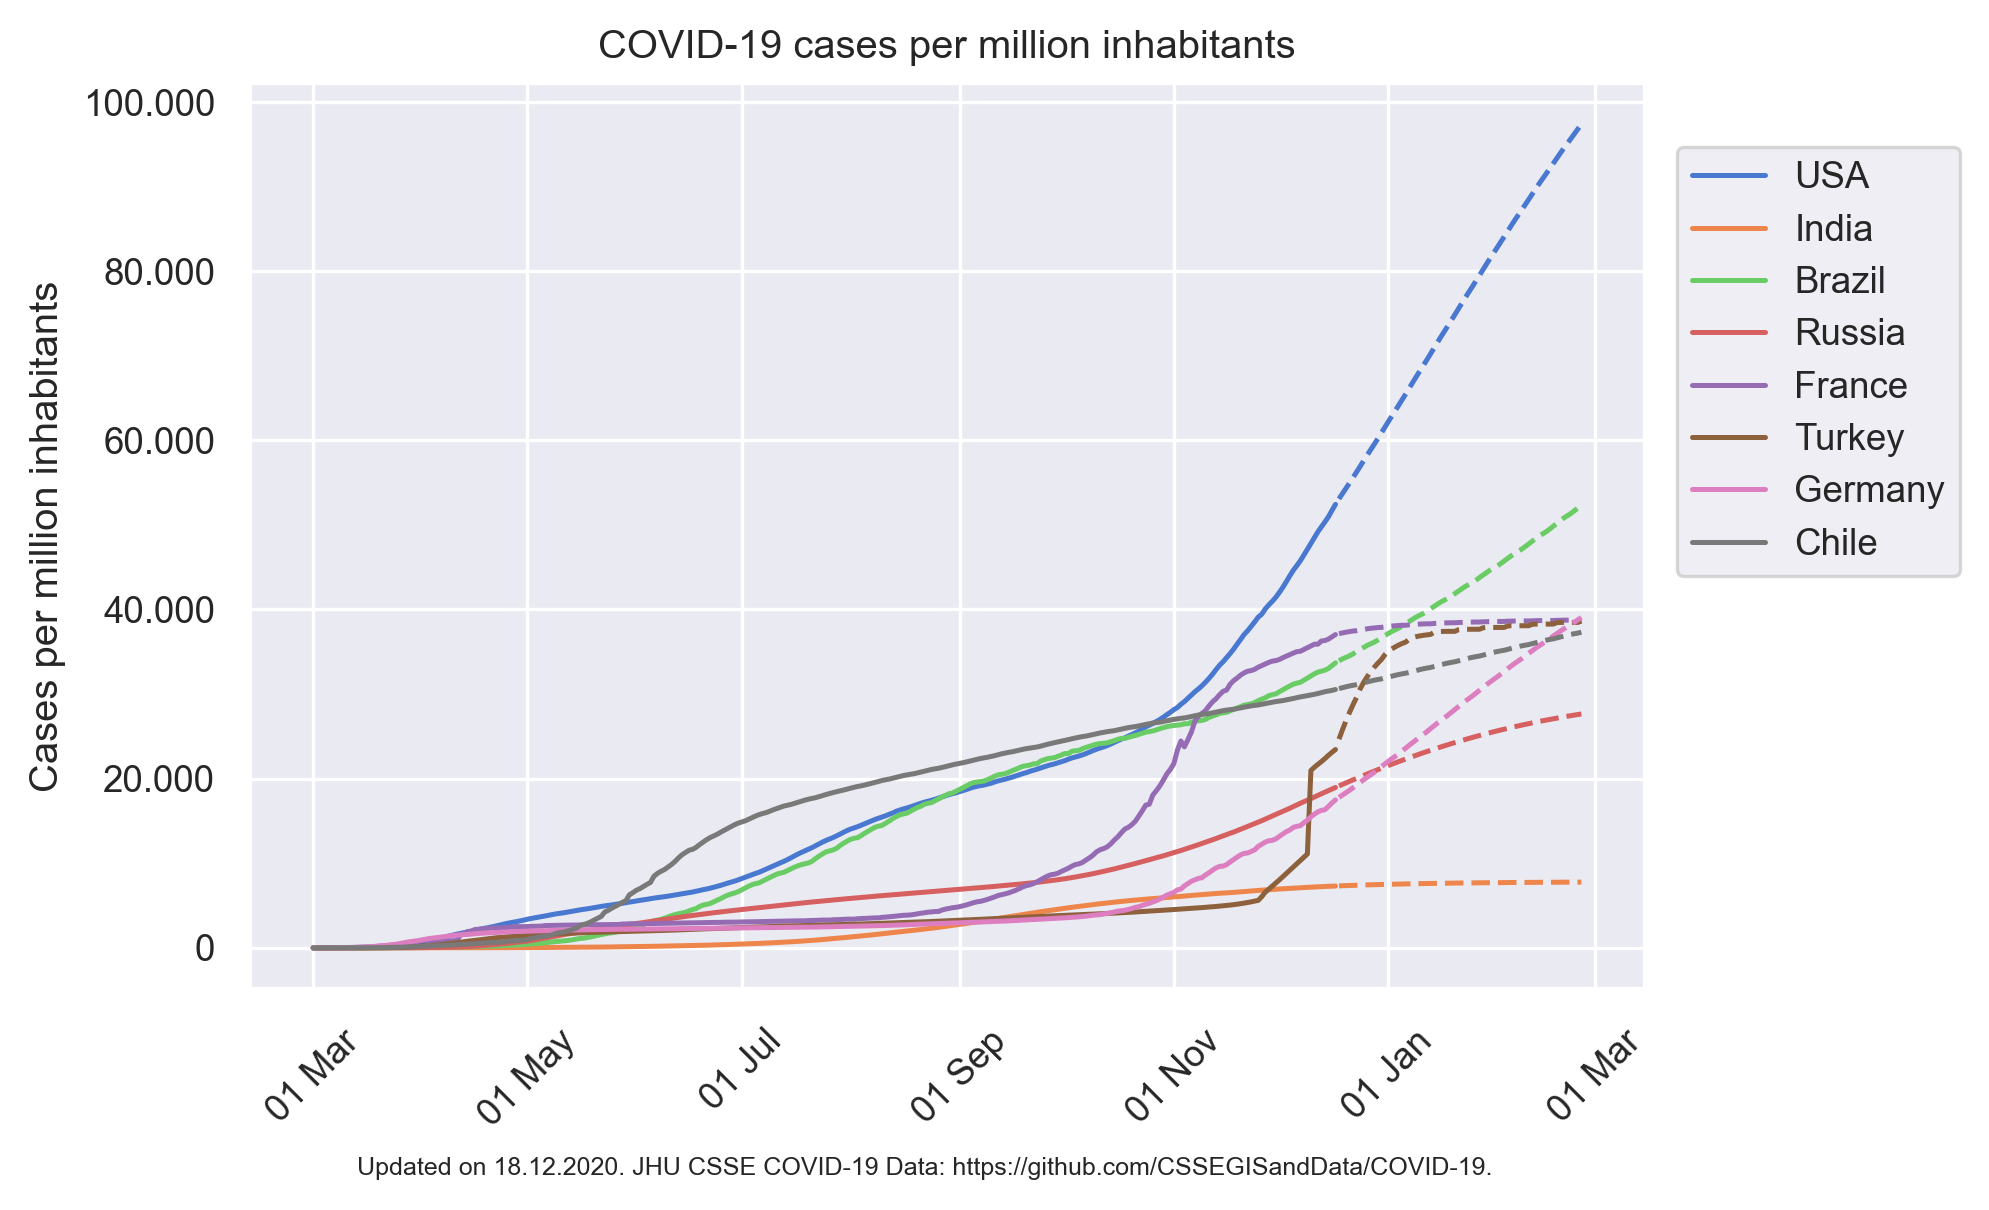 COVID-19 cases per million inhabitants
Cases per million inhabitants
100.000
80.000
60.000
40.000
20.000
0
01 Mar
01 May
01 Jul
01 Sep
01 Nov
01 Jan
01 Mar
USA
India
Brazil
Russia
France
Turkey
Germany
Chile
Updated on 18.12.2020. JHU CSSE COVID-19 Data: https://github.com/CSSEGISandData/COVID-19.